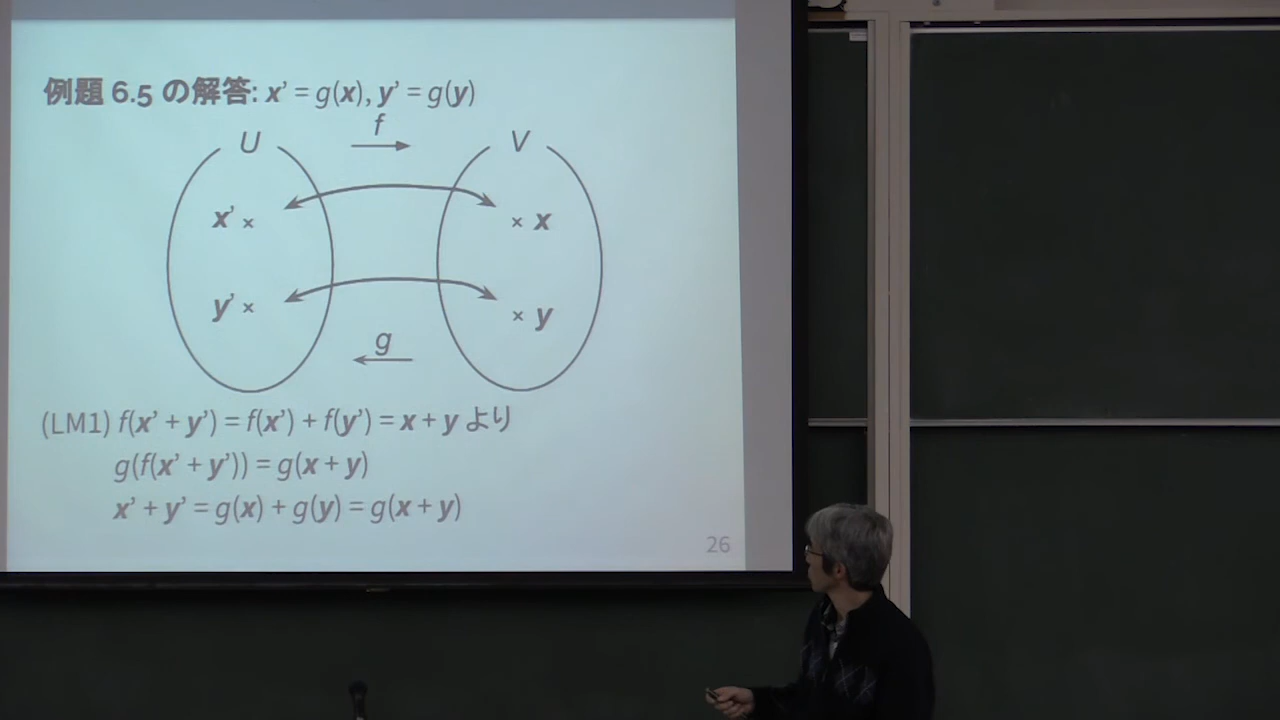 例題 6.5 の解答: x' = g(x), y' = g(y)
f
U V
x' × × x
y' × × y
g
(LM1) f(x' + y') = f(x') + f(y') = x + y より
g(f(x' + y')) = g(x + y)
x' + y' = g(x) + g(y) = g(x + y)
26